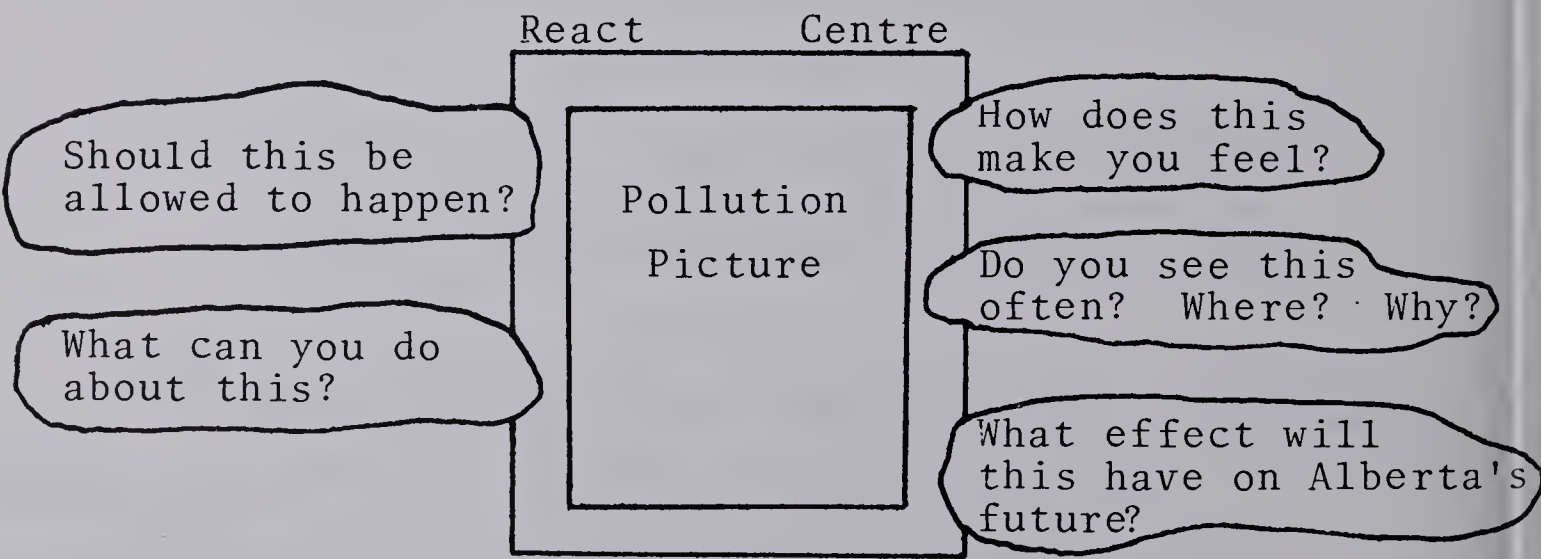 React Centre
Should this be
allowed to happen?
What can you do
about this?
Pollution
Picture
How does this
make you feel?
Do you see this
often? Where? Why?
What effect will
this have on Alberta's
future?